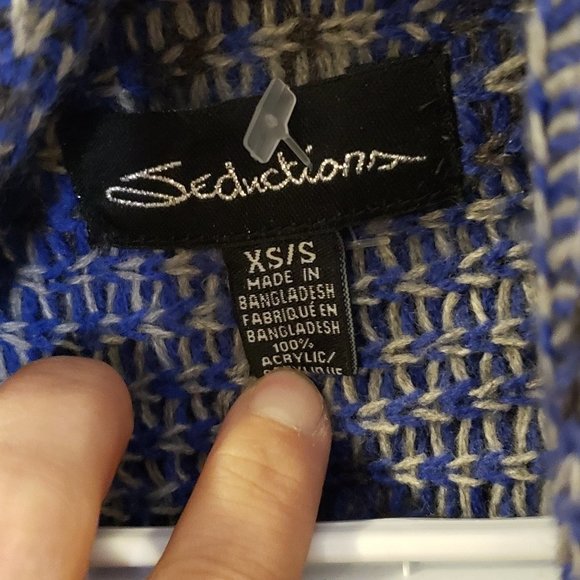 Seductions
XS/S
MADE IN
BANGLADESH
FABRIQUÉ EN
BANGLADESH
100%
ACRYLIC/